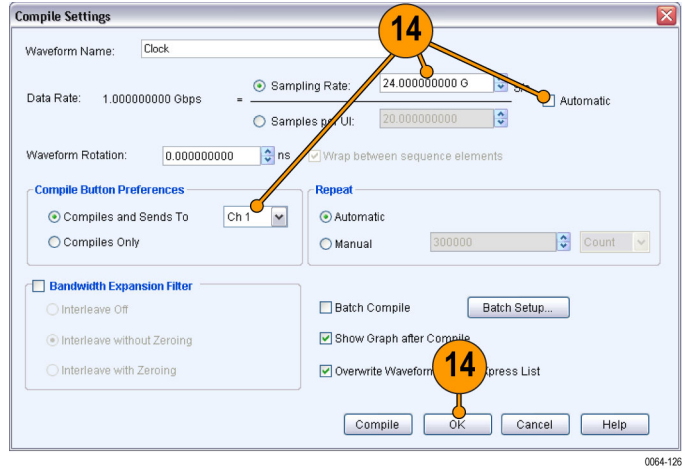 Compile Settings
14
Waveform Name: Clock
Sampling Rate: 24.000000000 G
Data Rate: 1.000000000 Gbps = Automatic
Samples per UI: 20.000000000
Waveform Rotation: 0.000000000 ns Wrap between sequence elements
Compile Button Preferences
Compiles and Sends To Ch 1
Compiles Only
Repeat
Automatic
Manual 300000 Count
Bandwidth Expansion Filter
Interleave Off
Interleave without Zeroing
Interleave with Zeroing
Batch Compile Batch Setup...
Show Graph after Compile
Overwrite Waveform press List
14
Compile OK Cancel Help
0064-126